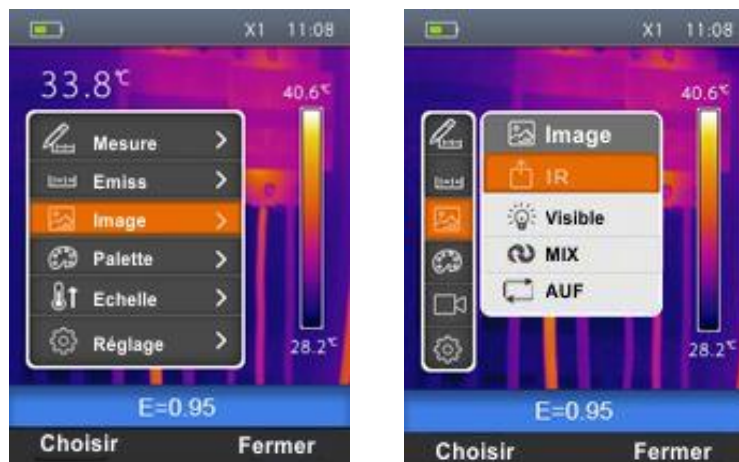 X1 11:08
33.8℃
40.6℃
Mesure
Emiss
Image
Palette
Echelle
Réglage
28.2℃
E=0.95
Choisir Fermer
X1 11:08
40.6℃
Image
IR
Visible
MIX
AUF
28.2℃
E=0.95
Choisir Fermer